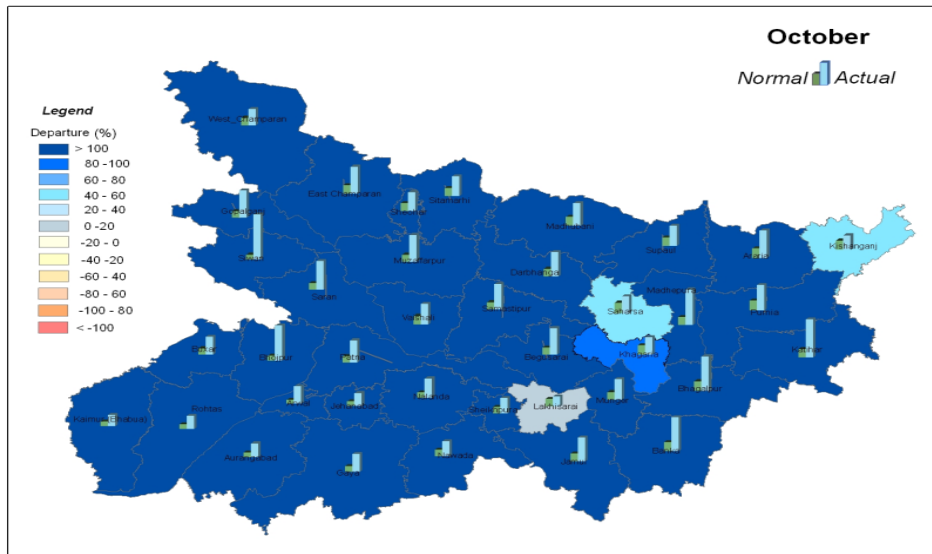 October
Normal Actual
Legend
Departure (%)
> 100
80 -100
60 - 80
40 - 60
20 - 40
0 -20
-20 - 0
-40 - -20
-60 - 40
-80 - 60
-100 - 80
< -100
West_Champaran
East Champaran
Sitamarhi
Sheohar
Gopalganj
Madhubani
Supaul
Araria
Kishanganj
Siwan
Muzaffarpur
Darbhanga
Saran
Madhepura
Saharsa
Purnia
Vaishali
Samastipur
Buxar
Bhojpur
Patna
Begusarai
Khagaria
Katihar
Bhagalpur
Kaimur(Bhabua)
Rohtas
Arwal
Jehanabad
Nalanda
Sheikhpura
Lakhisarai
Munger
Aurangabad
Gaya
Nawada
Jamui
Banka